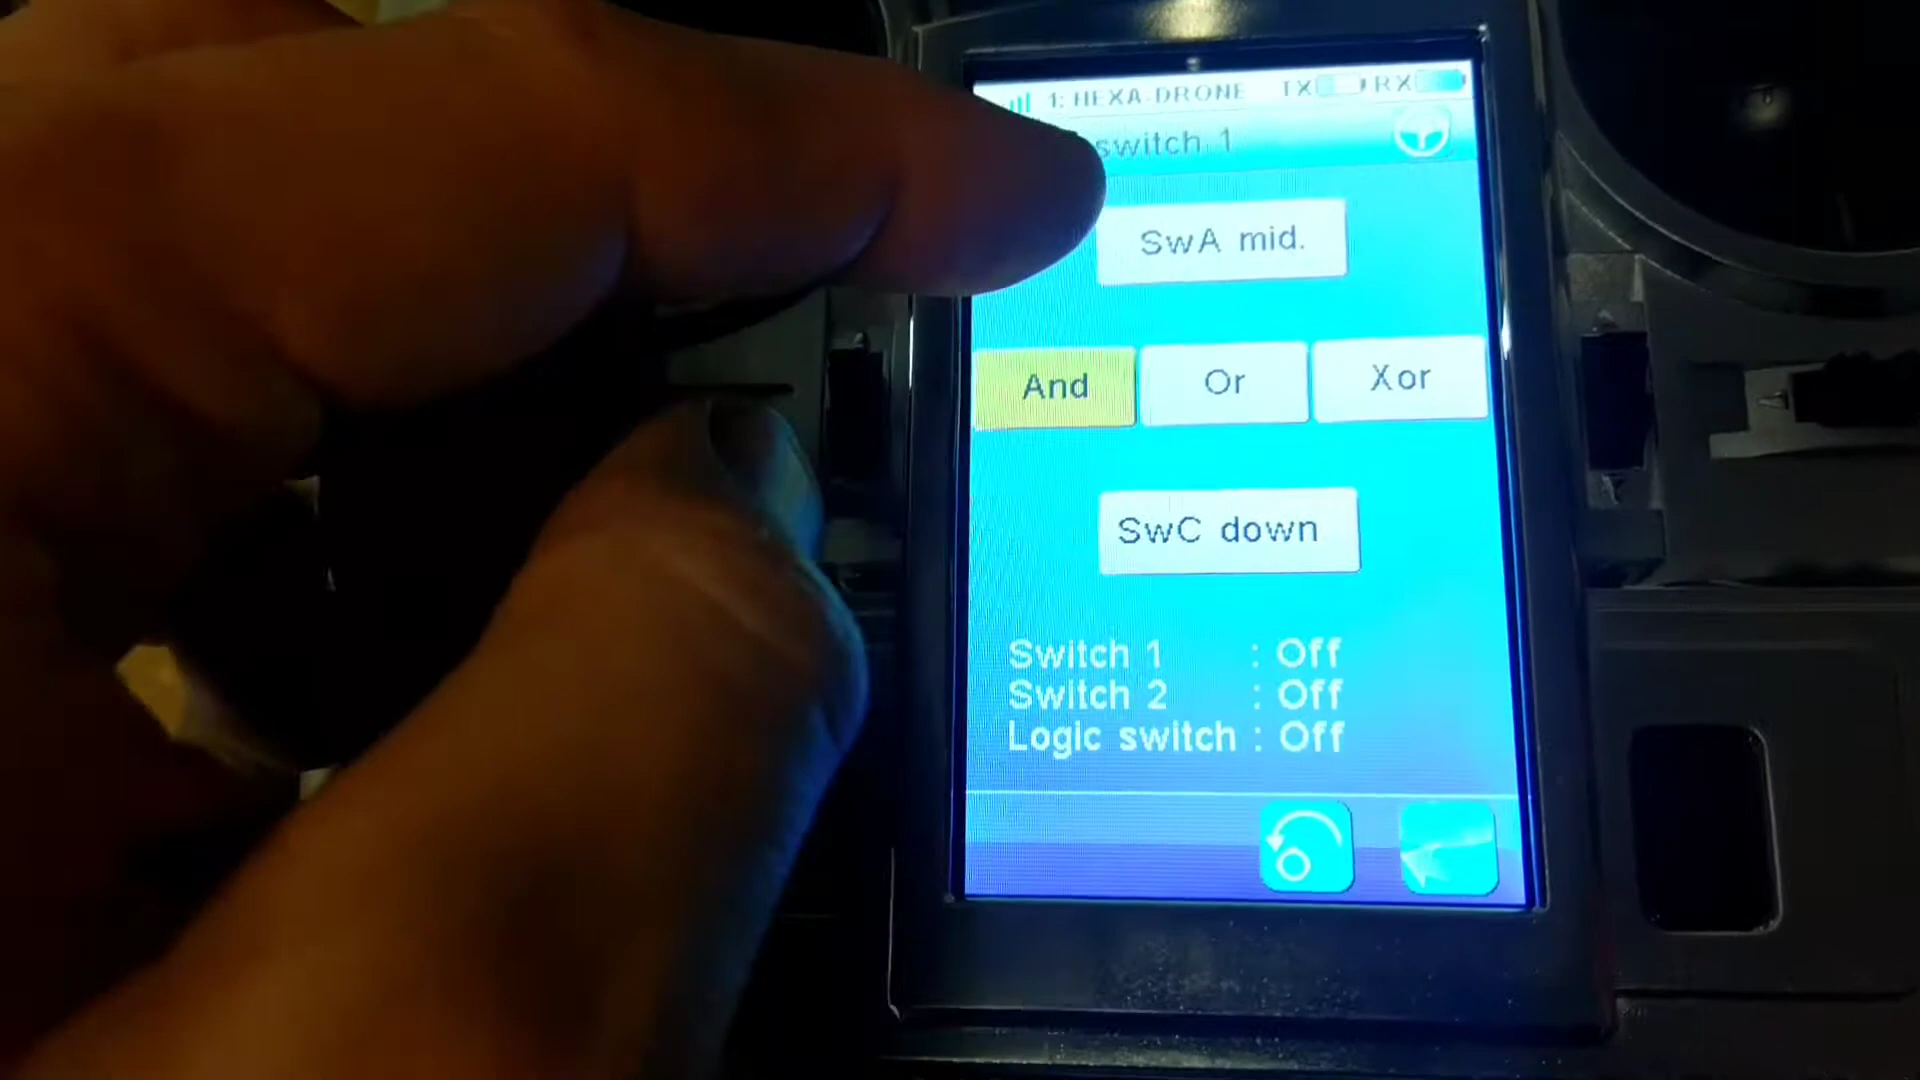 1: HEXA-DRONE TX RX
switch 1
SwA mid.
And Or Xor
SwC down
Switch 1 : Off
Switch 2 : Off
Logic switch : Off